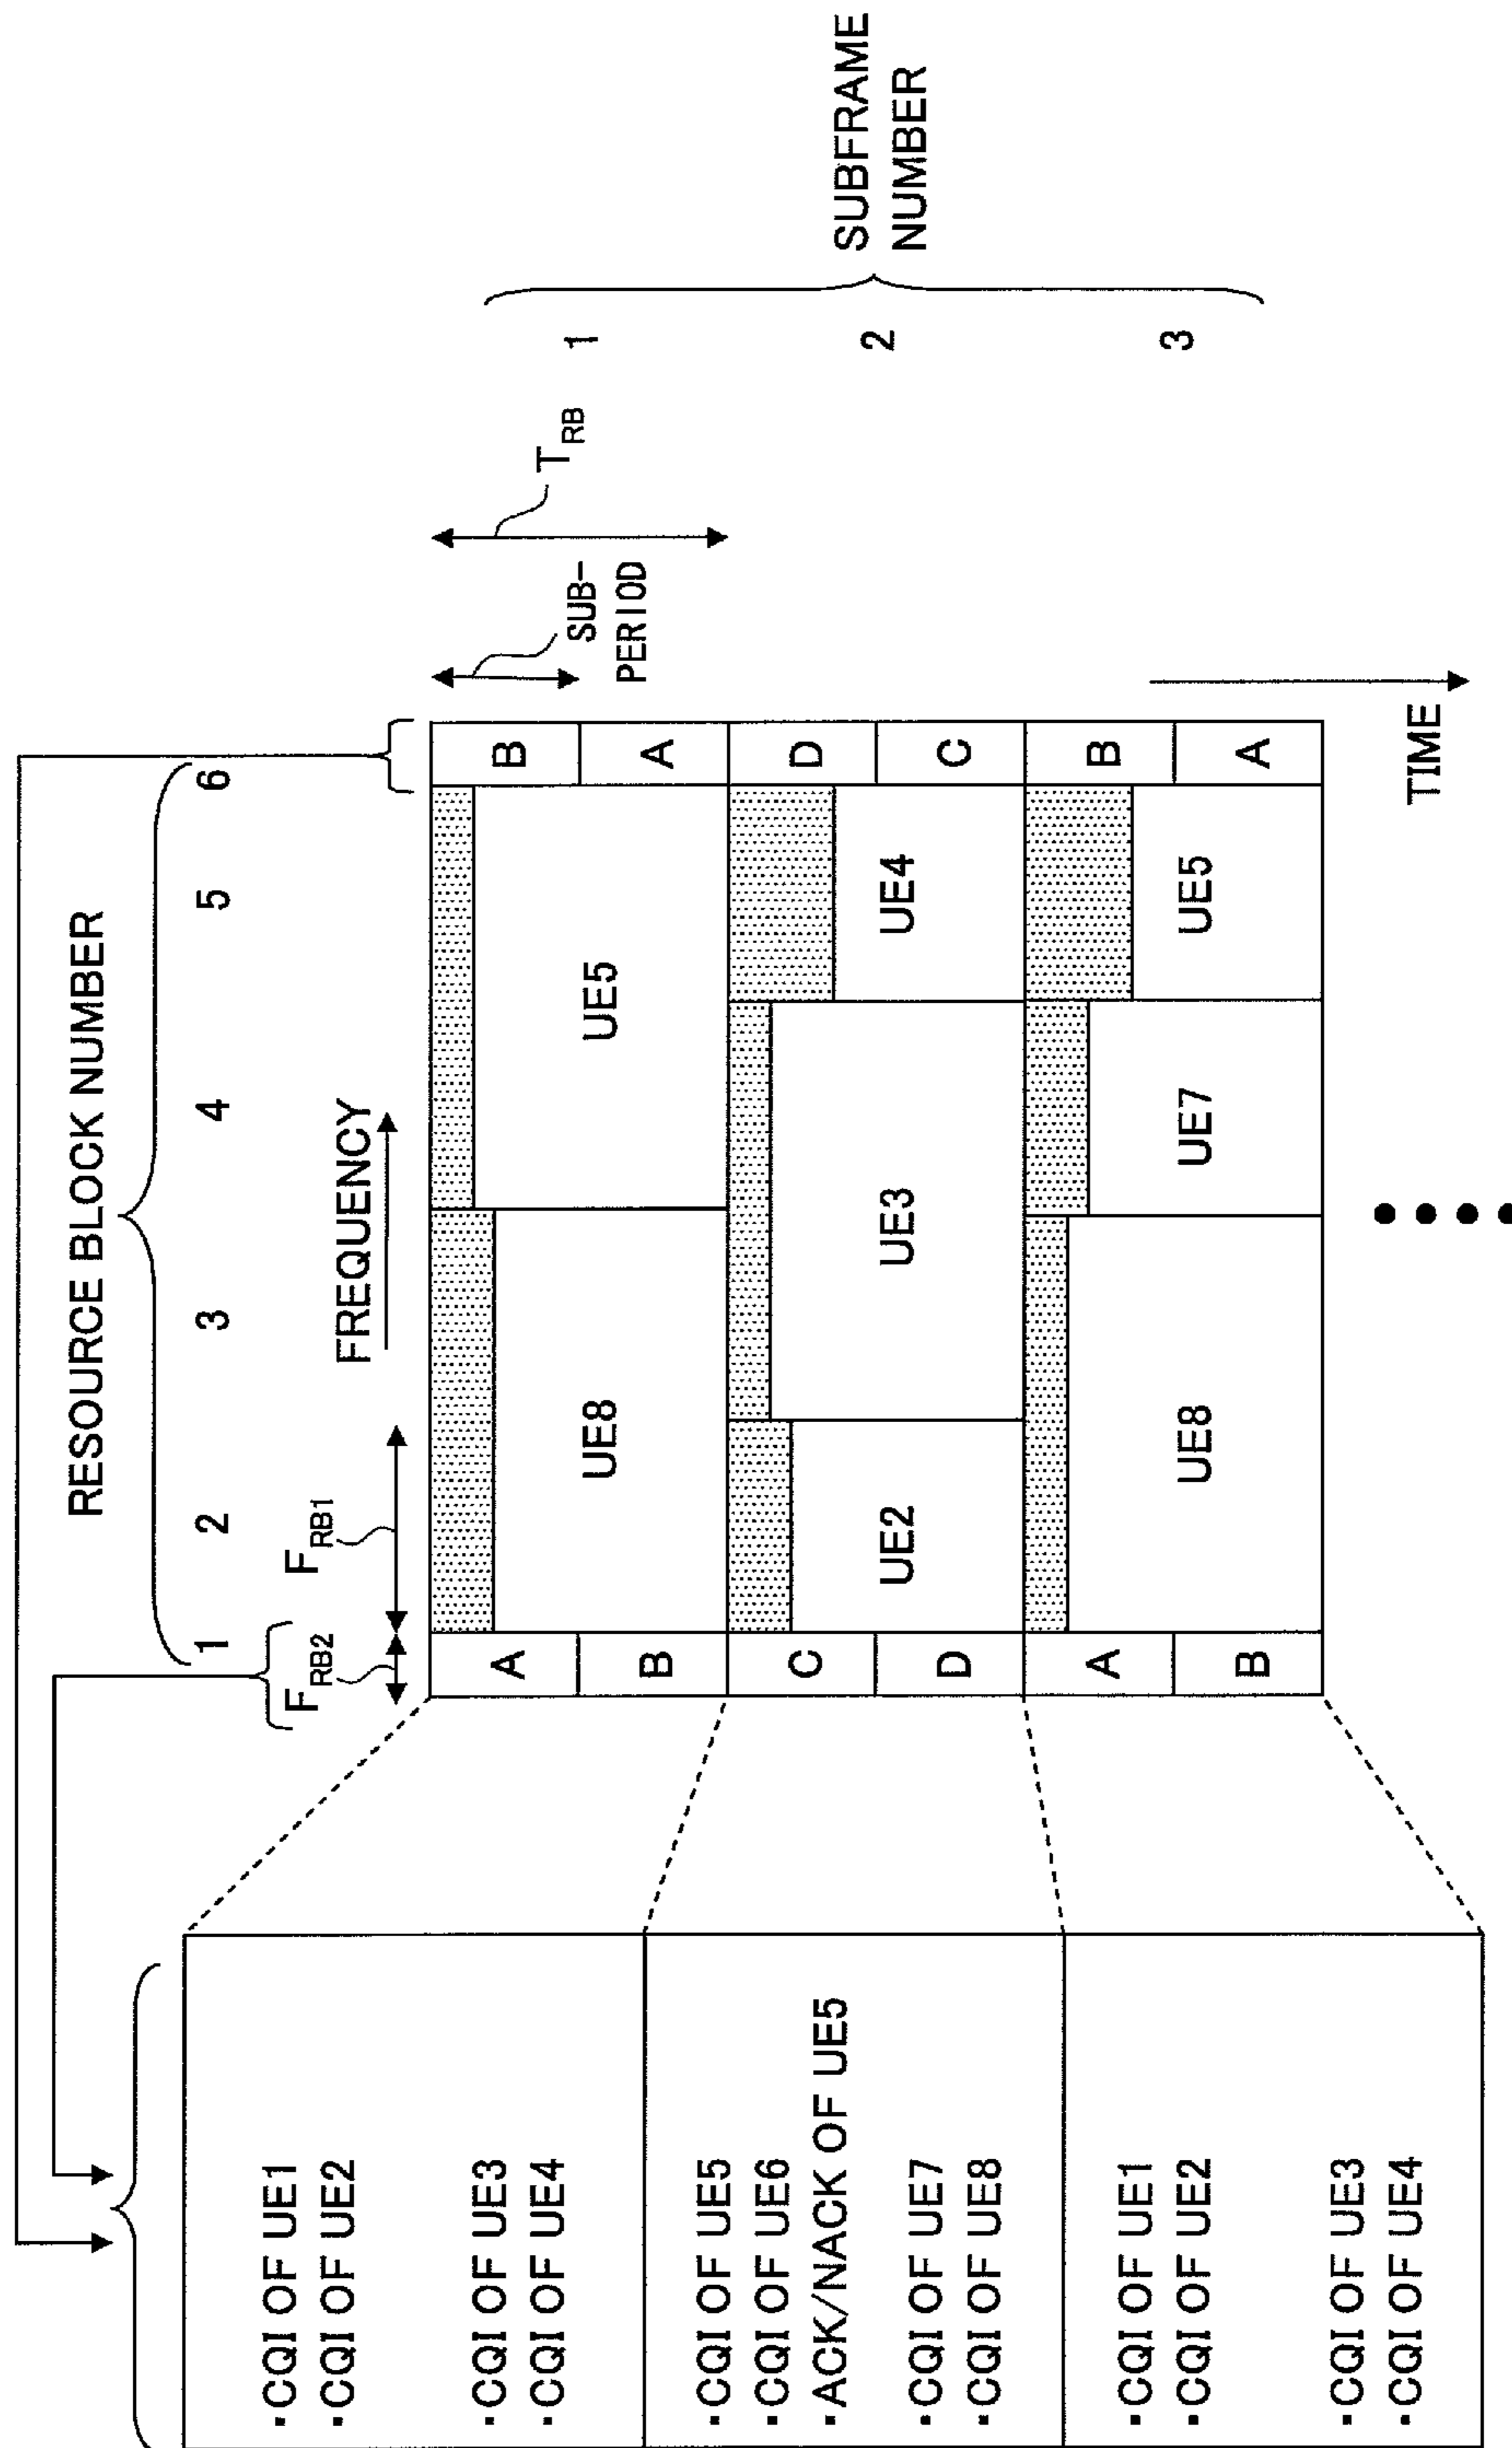 RESOURCE BLOCK NUMBER
1 2 3 4 5 6
F RB2
F RB1
FREQUENCY
SUB-
PERIOD
T RB
SUBFRAME
NUMBER
1
2
3
A
B
C
D
A
B
UE8
UE5
UE2
UE3
UE4
UE8
UE7
UE5
B
A
D
C
B
A
TIME
・CQI OF UE1
・CQI OF UE2
・CQI OF UE3
・CQI OF UE4
・CQI OF UE5
・CQI OF UE6
・ACK/NACK OF UE5
・CQI OF UE7
・CQI OF UE8
・CQI OF UE1
・CQI OF UE2
・CQI OF UE3
・CQI OF UE4